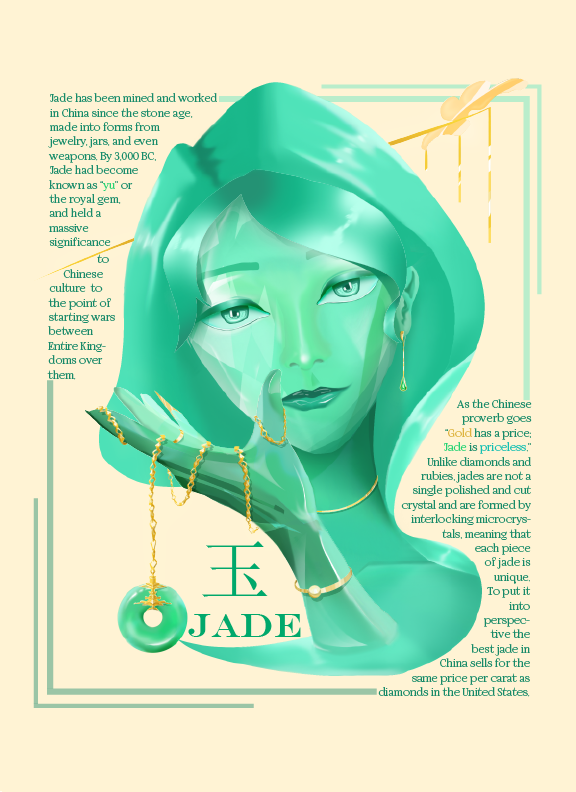 Jade has been mined and worked
in China since the stone age,
made into forms from
jewelry, jars, and even
weapons. By 3,000 BC,
Jade had become
known as "yu" or
the royal gem,
and held a
massive
significance
to
Chinese
culture to
the point of
starting wars
between
Entire King-
doms over
them.
As the Chinese
proverb goes
"Gold has a price;
Jade is priceless."
Unlike diamonds and
rubies, jades are not a
single polished and cut
crystal and are formed by
interlocking microcrys-
tals, meaning that
each piece
of jade is
unique.
To put it
into
perspec-
tive the
best jade in
China sells for the
same price per carat as
diamonds in the United States.
玉
JADE